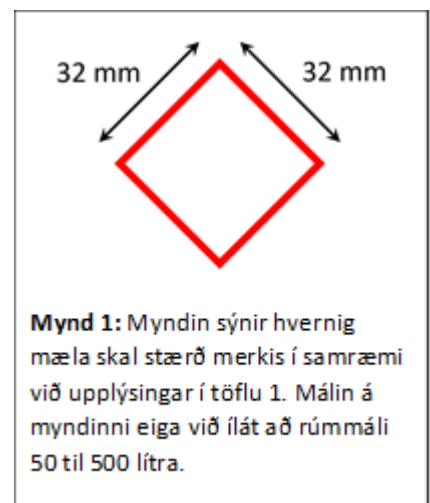 32 mm 32 mm
Mynd 1: Myndin sýnir hvernig
mæla skal stærð merkis í samræmi
við upplýsingar í töflu 1. Málin á
myndinni eiga við ílát að rúmmáli
50 til 500 lítra.